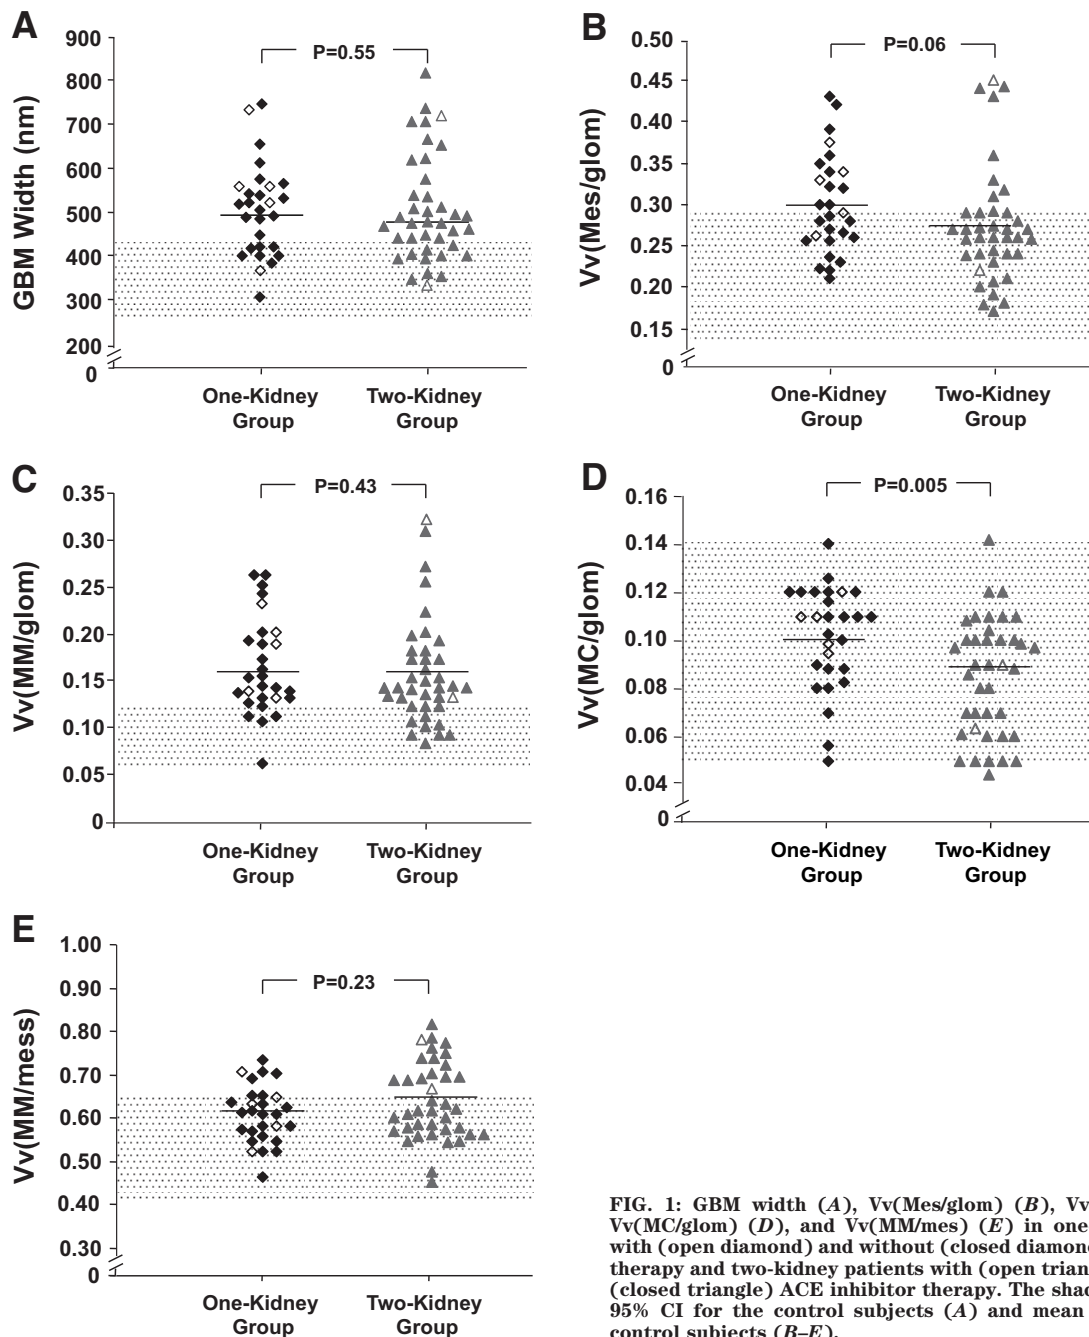 A
900
800
700
600
500
400
300
200
0
GBM Width (nm)
P=0.55
One-Kidney
Group
Two-Kidney
Group
B
0.50
0.45
0.40
0.35
0.30
0.25
0.20
0.15
0
Vv(Mes/glom)
P=0.06
One-Kidney
Group
Two-Kidney
Group
C
0.35
0.30
0.25
0.20
0.15
0.10
0.05
0
Vv(MM/glom)
P=0.43
One-Kidney
Group
Two-Kidney
Group
D
0.16
0.14
0.12
0.10
0.08
0.06
0.04
0
Vv(MC/glom)
P=0.005
One-Kidney
Group
Two-Kidney
Group
E
1.00
0.90
0.80
0.70
0.60
0.50
0.40
0.30
0
Vv(MM/mess)
P=0.23
One-Kidney
Group
Two-Kidney
Group
FIG. 1: GBM width (A), Vv(Mes/glom) (B), Vv
Vv(MC/glom) (D), and Vv(MM/mes) (E) in one
with (open diamond) and without (closed diamon
therapy and two-kidney patients with (open trian
(closed triangle) ACE inhibitor therapy. The shad
95% CI for the control subjects (A) and mean
control subjects (B–E).